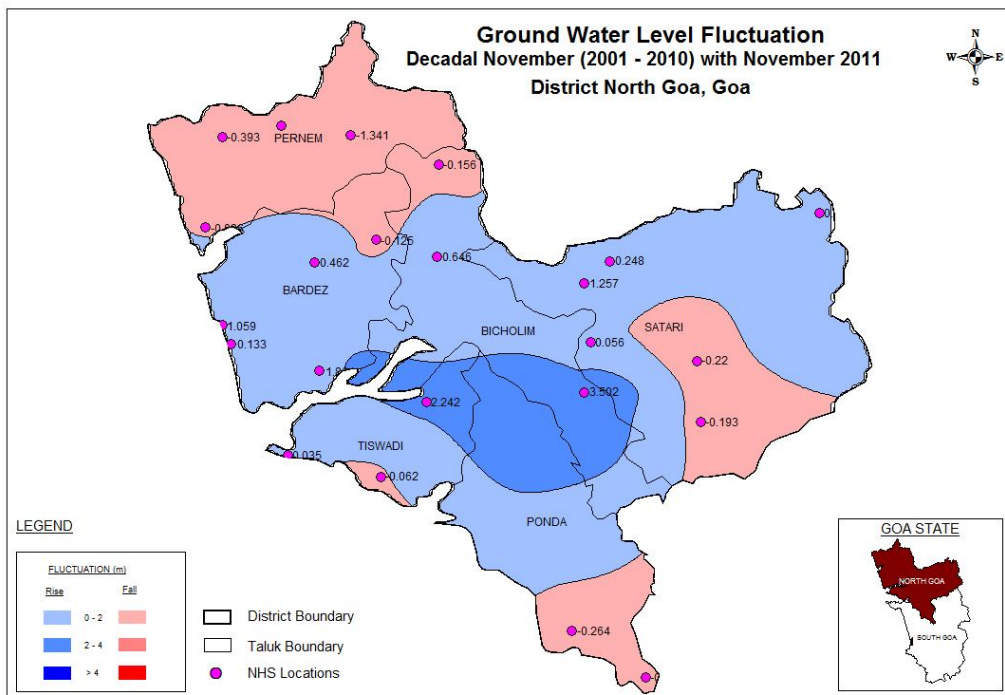 Ground Water Level Fluctuation
Decadal November (2001 - 2010) with November 2011
District North Goa, Goa
N
W E
S
-0.393
PERNEM
-1.341
-0.156
-0.125
0.646
0.462
BARDEZ
0.248
1.257
1.059
0.133
BICHOLIM
SATARI
0.056
-0.22
2.242
3.502
-0.193
TISWADI
0.035
-0.062
PONDA
-0.264
LEGEND
FLUCTUATION (m)
Rise Fall
0 - 2
2 - 4
> 4
District Boundary
Taluk Boundary
NHS Locations
GOA STATE
NORTH GOA
SOUTH GOA